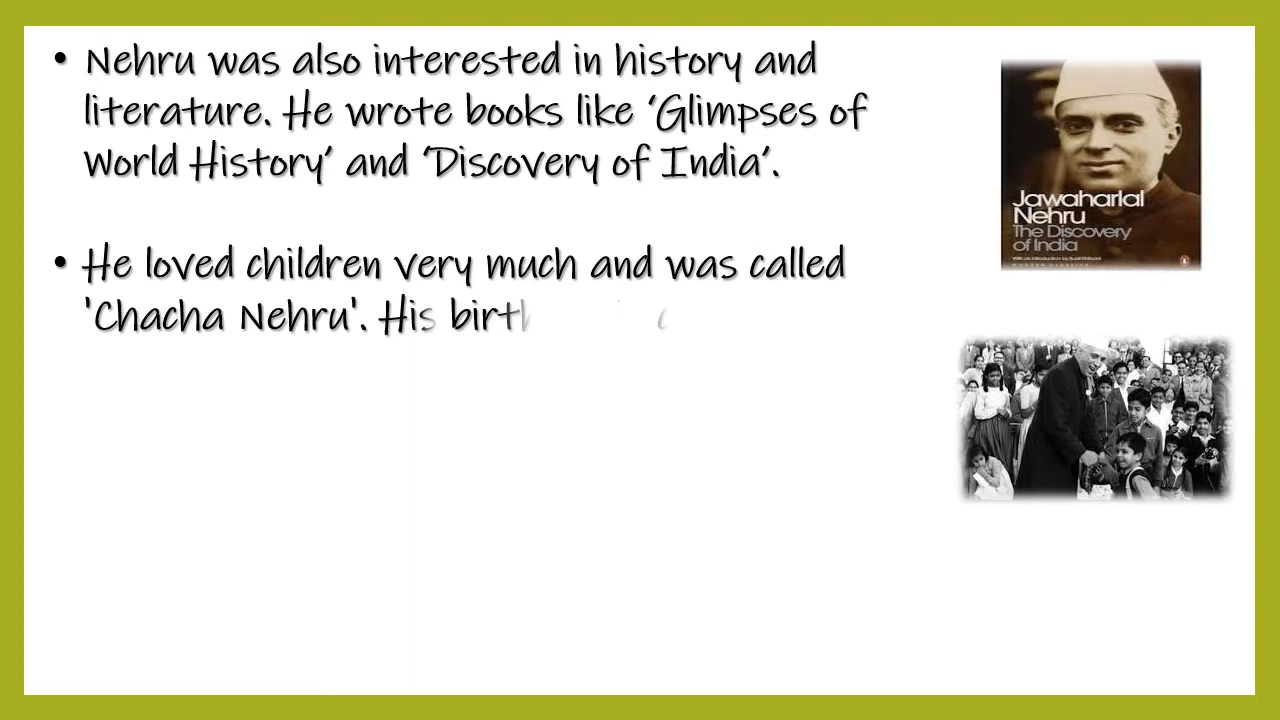 • Nehru was also interested in history and
literature. He wrote books like ‘Glimpses of
World History’ and ‘Discovery of India’.
• He loved children very much and was called
'Chacha Nehru'. His
Jawaharlal
Nehru
The Discovery
of India